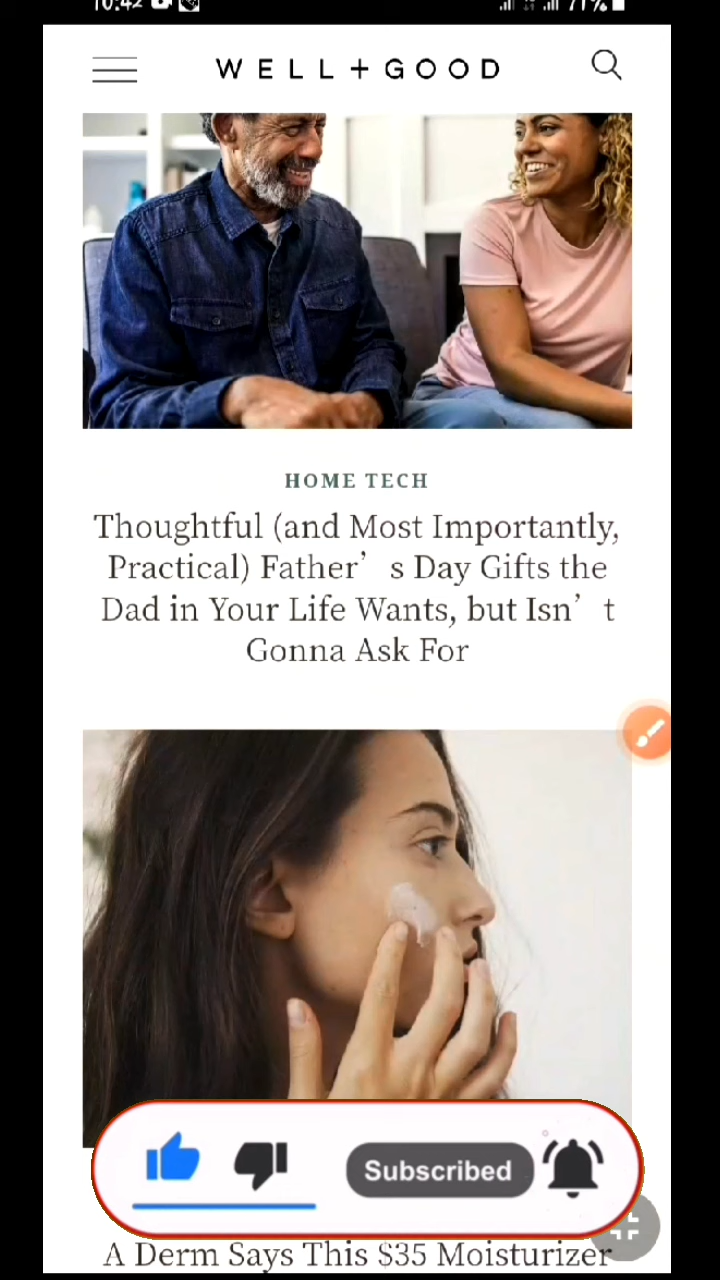 WELL+GOOD
HOME TECH
Thoughtful (and Most Importantly,
Practical) Father’s Day Gifts the
Dad in Your Life Wants, but Isn’t
Gonna Ask For
Subscribed
A Derm Says This $35 Moisturizer